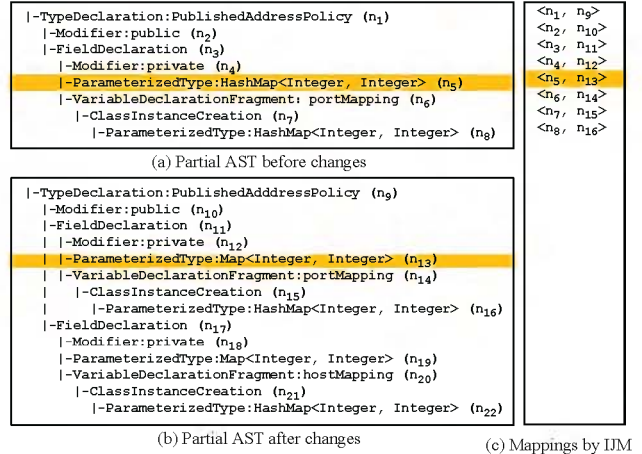 |-TypeDeclaration:PublishedAddressPolicy (n1)
|-Modifier:public (n2)
|-FieldDeclaration (n3)
|-Modifier:private (n4)
|-ParameterizedType:HashMap<Integer, Integer> (n5)
|-VariableDeclarationFragment: portMapping (n6)
|-ClassInstanceCreation (n7)
|-ParameterizedType:HashMap<Integer, Integer> (n8)
(a) Partial AST before changes
|-TypeDeclaration:PublishedAdddressPolicy (n9)
|-Modifier:public (n10)
|-FieldDeclaration (n11)
| |-Modifier:private (n12)
| |-ParameterizedType:Map<Integer, Integer> (n13)
| |-VariableDeclarationFragment:portMapping (n14)
| |-ClassInstanceCreation (n15)
| |-ParameterizedType:HashMap<Integer, Integer> (n16)
|-FieldDeclaration (n17)
|-Modifier:private (n18)
|-ParameterizedType:Map<Integer, Integer> (n19)
|-VariableDeclarationFragment:hostMapping (n20)
|-ClassInstanceCreation (n21)
|-ParameterizedType:HashMap<Integer, Integer> (n22)
(b) Partial AST after changes
<n1, n9>
<n2, n10>
<n3, n11>
<n4, n12>
<n5, n13>
<n6, n14>
<n7, n15>
<n8, n16>
(c) Mappings by IJM